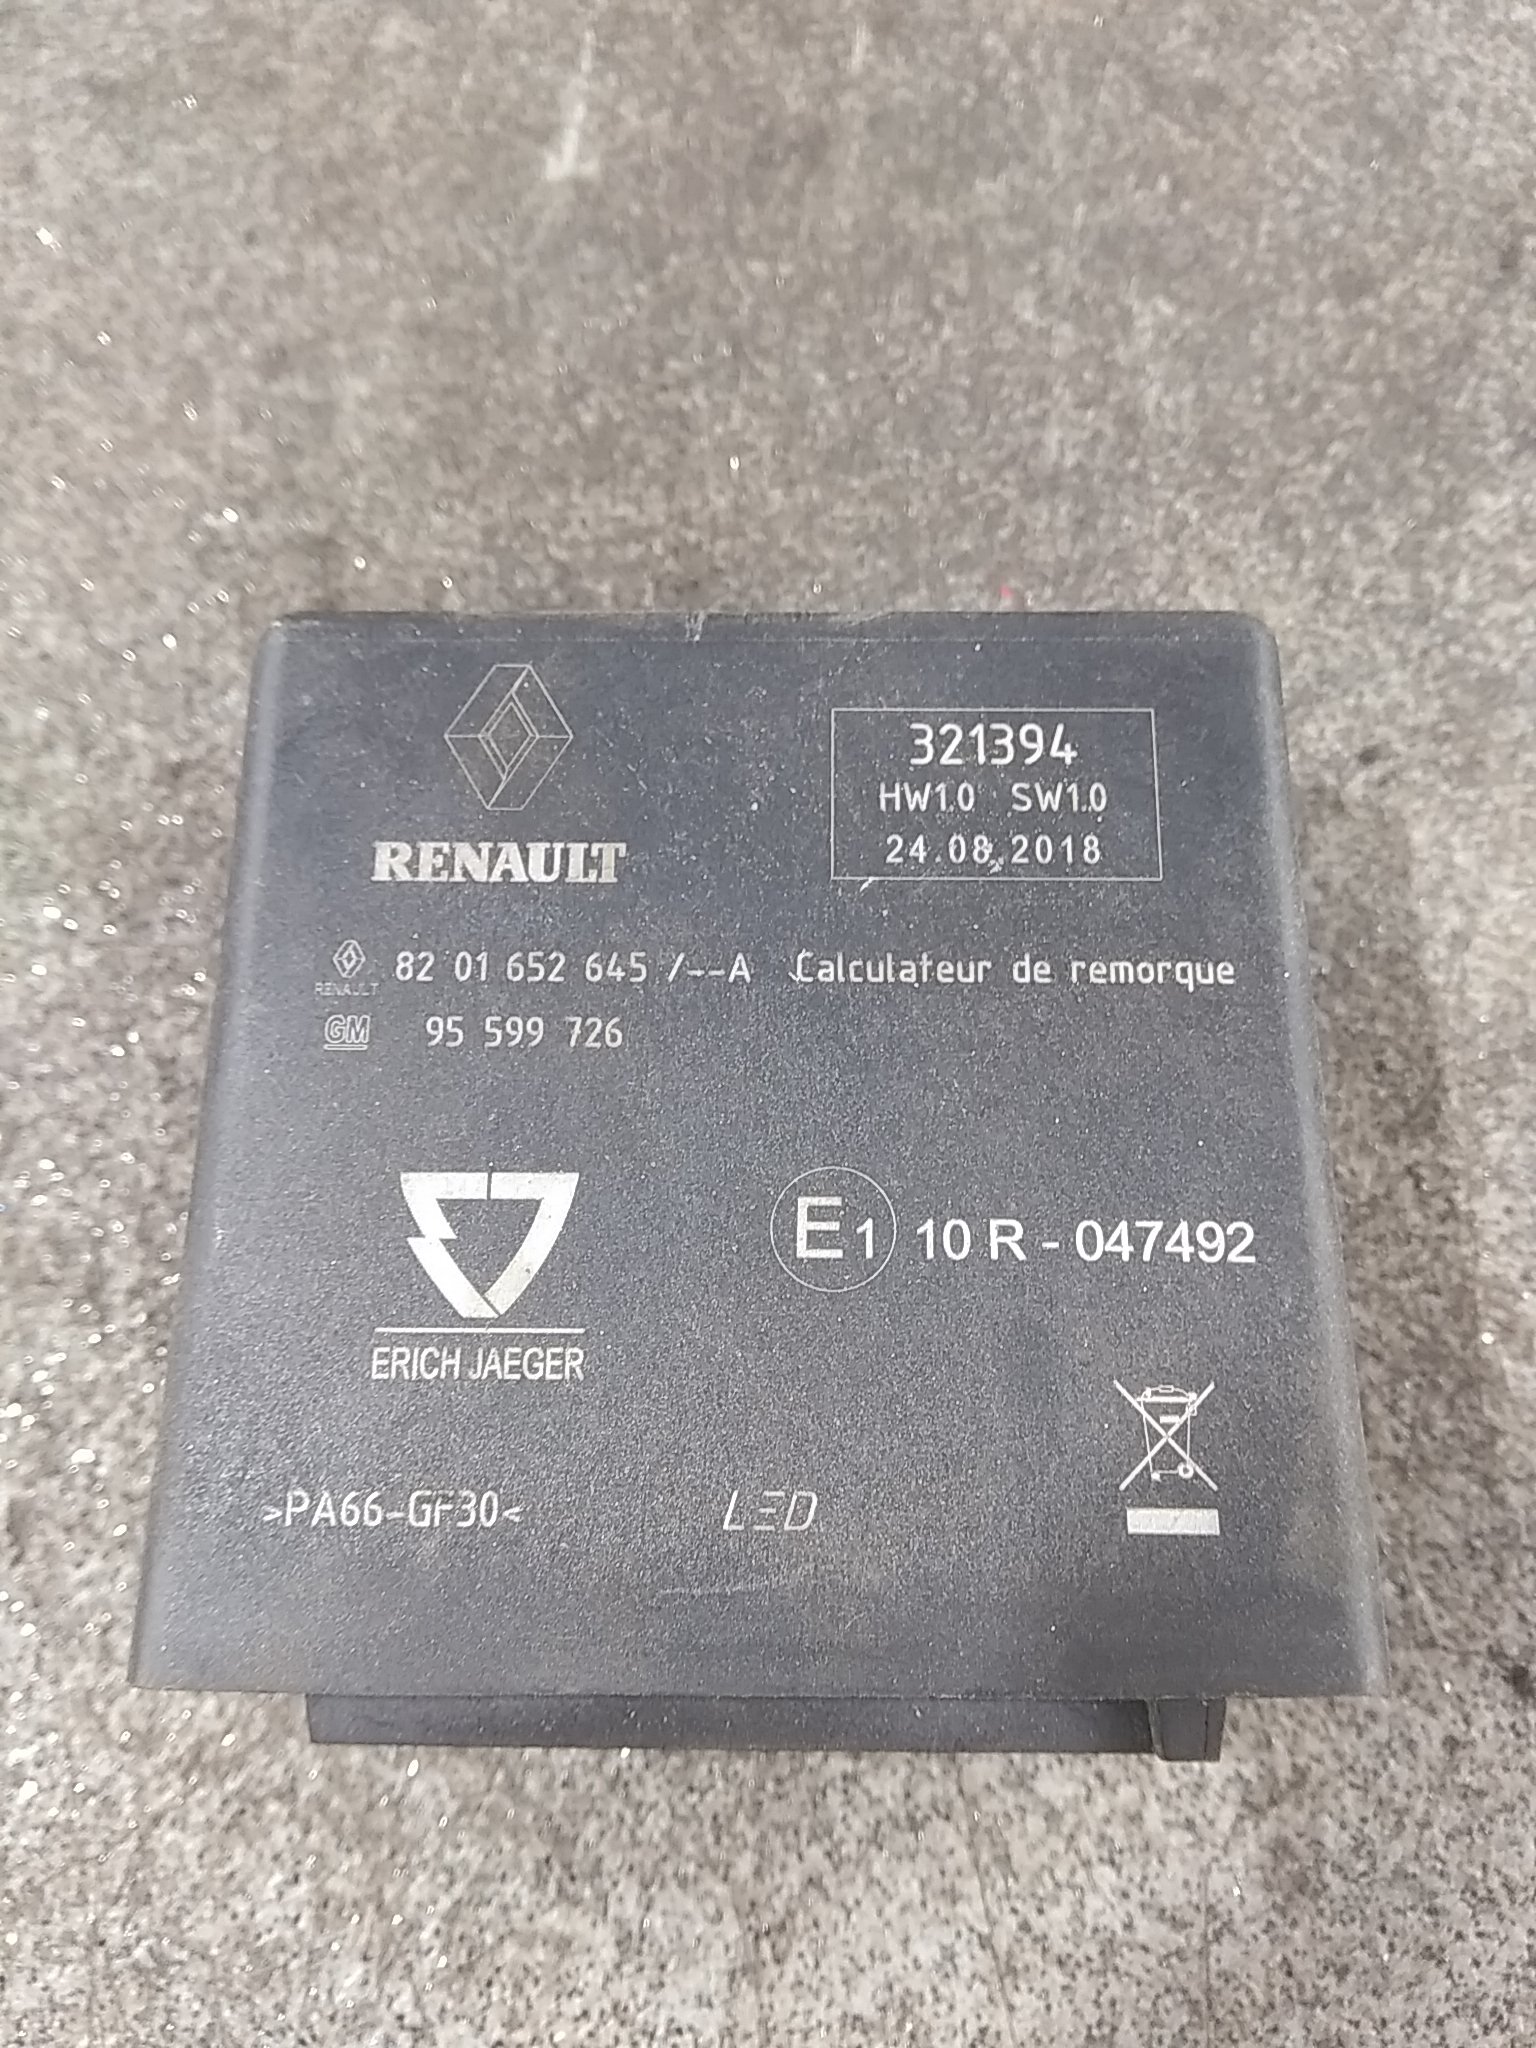 321394
HW1.0 SW1.0
24.08.2018
RENAULT
RENAULT 82 01 652 645 /--A Calculateur de remorque
GM 95 599 726
E1 10 R - 047492
ERICH JAEGER
>PA66-GF30< LED